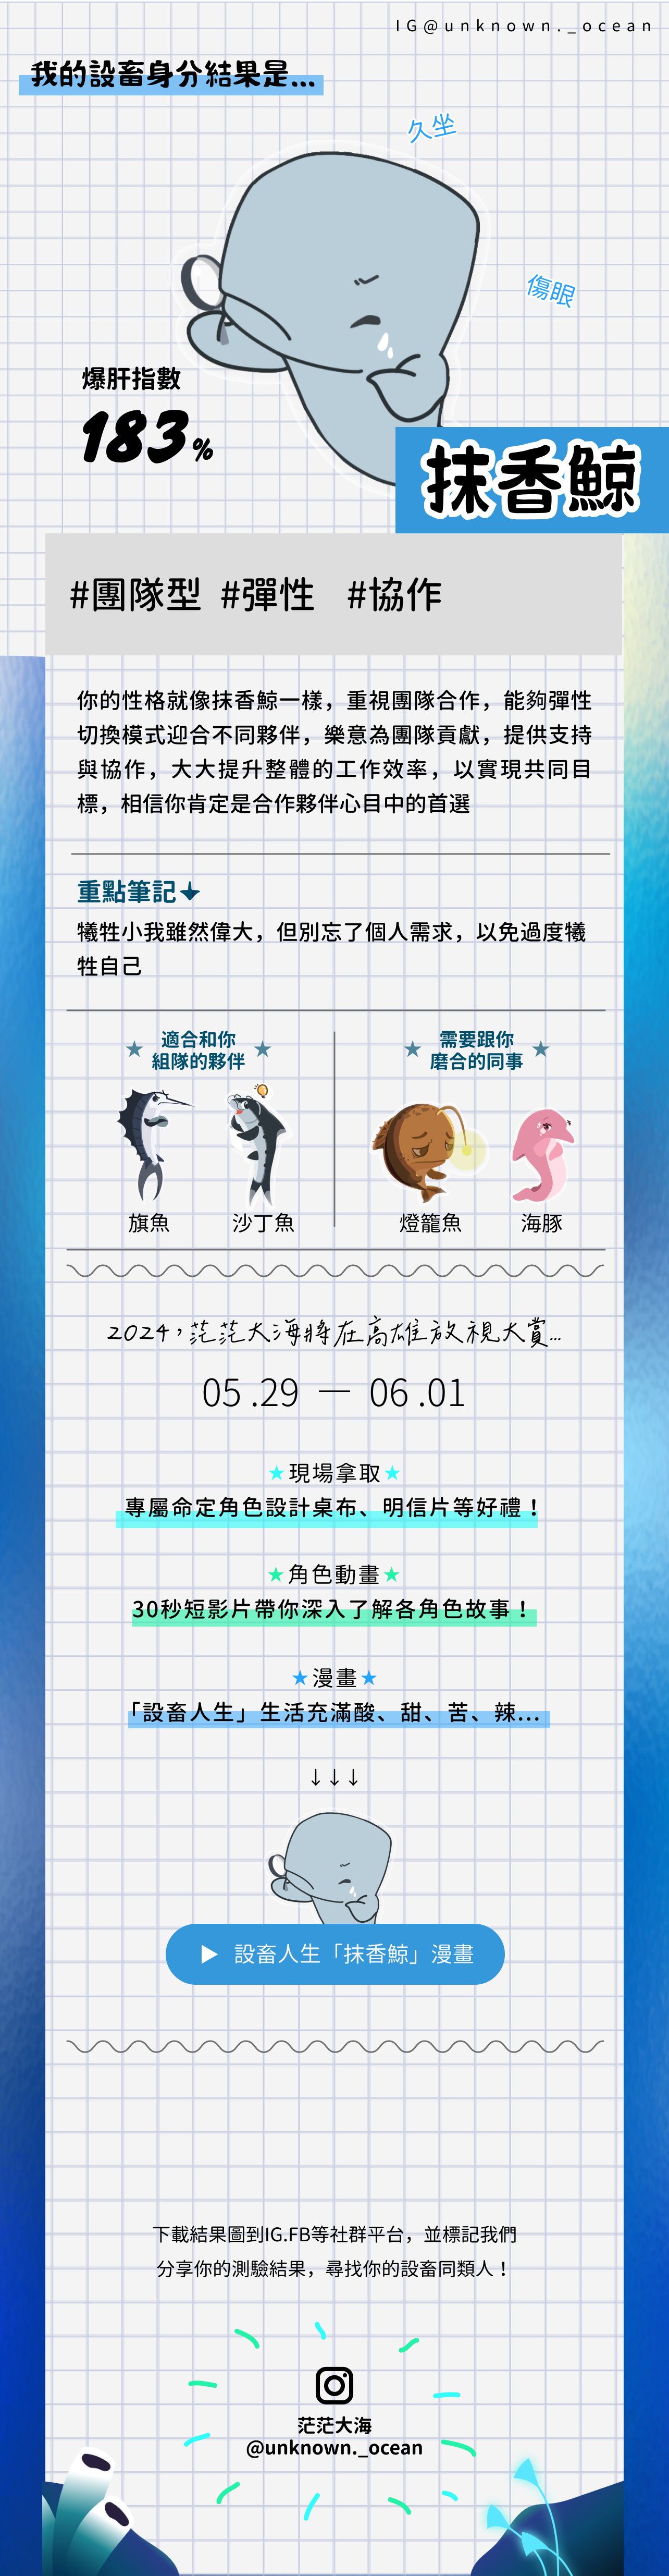 IG@unknown._ocean
我的設畜身分結果是...
久坐
傷眼
爆肝指數
183%
抹香鯨
#團隊型 #彈性 #協作
你的性格就像抹香鯨一樣，重視團隊合作，能夠彈性
切換模式迎合不同夥伴，樂意為團隊貢獻，提供支持
與協作，大大提升整體的工作效率，以實現共同目
標，相信你肯定是合作夥伴心目中的首選
重點筆記
犧牲小我雖然偉大，但別忘了個人需求，以免過度犧
牲自己
★ 適合和你 ★
組隊的夥伴
旗魚 沙丁魚
★ 需要跟你 ★
磨合的同事
燈籠魚 海豚
2024，茫茫大海將在高雄放視大賞...
05.29 — 06.01
★現場拿取★
專屬命定角色設計桌布、明信片等好禮！
★角色動畫★
30秒短影片帶你深入了解各角色故事！
★漫畫★
「設畜人生」生活充滿酸、甜、苦、辣...
↓↓↓
▶ 設畜人生「抹香鯨」漫畫
下載結果圖到IG.FB等社群平台，並標記我們
分享你的測驗結果，尋找你的設畜同類人！
茫茫大海
@unknown._ocean